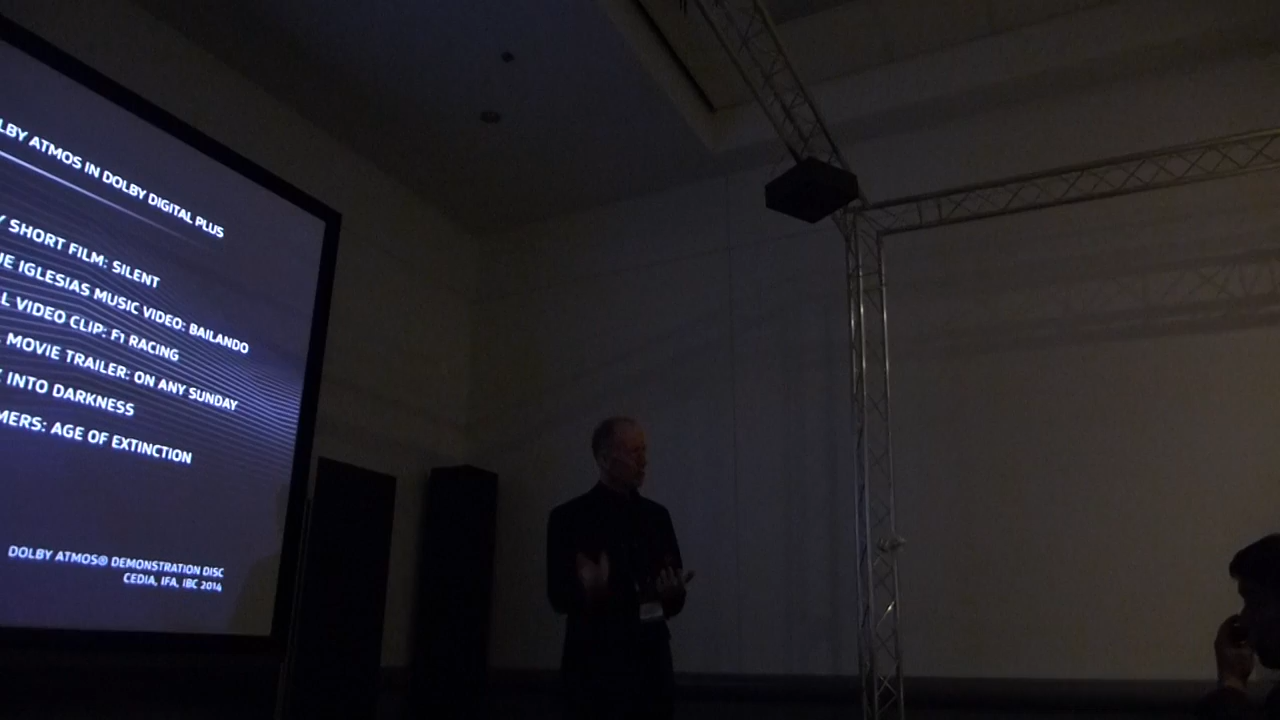 LBY ATMOS IN DOLBY DIGITAL PLUS
SHORT FILM: SILENT
UE IGLESIAS MUSIC VIDEO: BAILANDO
L VIDEO CLIP: F1 RACING
MOVIE TRAILER: ON ANY SUNDAY
INTO DARKNESS
MERS: AGE OF EXTINCTION
DOLBY ATMOS® DEMONSTRATION DISC
CEDIA, IFA, IBC 2014